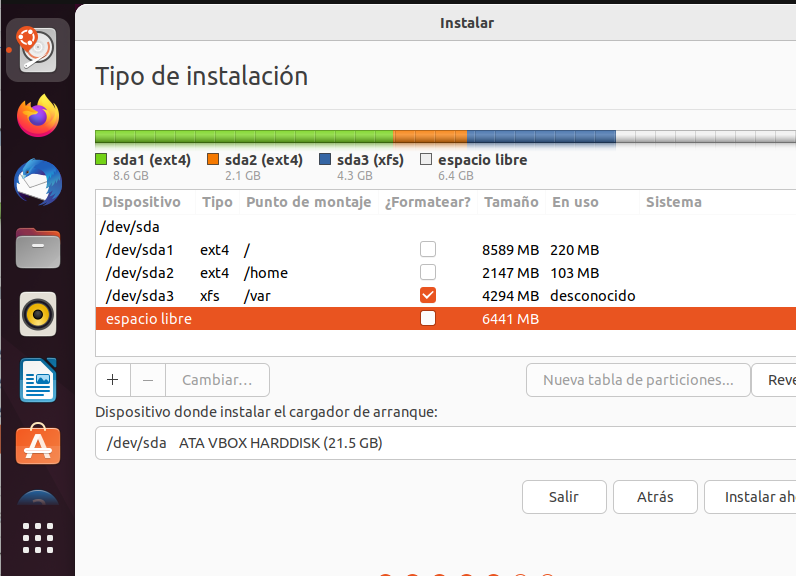 Instalar
Tipo de instalación
sda1 (ext4) sda2 (ext4) sda3 (xfs) espacio libre
8.6 GB 2.1 GB 4.3 GB 6.4 GB
Dispositivo Tipo Punto de montaje ¿Formatear? Tamaño En uso Sistema
/dev/sda
/dev/sda1 ext4 / 8589 MB 220 MB
/dev/sda2 ext4 /home 2147 MB 103 MB
/dev/sda3 xfs /var 4294 MB desconocido
espacio libre 6441 MB
+ − Cambiar... Nueva tabla de particiones... Reve
Dispositivo donde instalar el cargador de arranque:
/dev/sda ATA VBOX HARDDISK (21.5 GB)
Salir Atrás Instalar ah